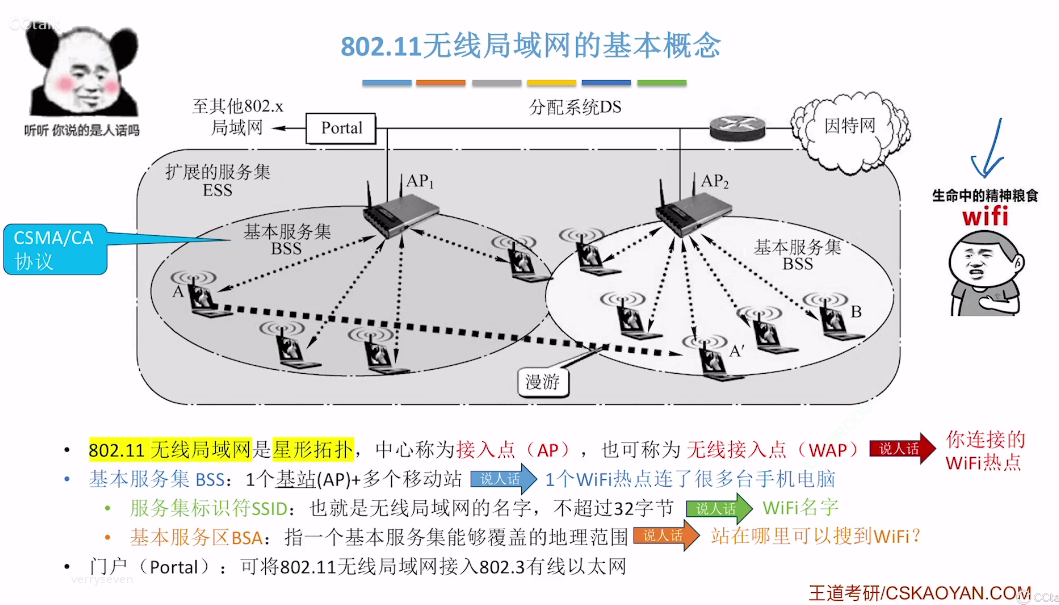 CCtalk
802.11无线局域网的基本概念
听听 你说的是人话吗
至其他802.x
局域网
Portal
分配系统DS
因特网
扩展的服务集
ESS
AP1
AP2
生命中的精神粮食
wifi
CSMA/CA
协议
基本服务集
BSS
基本服务集
BSS
A
B
A′
漫游
• 802.11 无线局域网是星形拓扑，中心称为接入点（AP），也可称为 无线接入点（WAP） 说人话 你连接的
WiFi热点
• 基本服务集 BSS：1个基站(AP)+多个移动站 说人话 1个WiFi热点连了很多台手机电脑
• 服务集标识符SSID：也就是无线局域网的名字，不超过32字节 说人话 WiFi名字
• 基本服务区BSA：指一个基本服务集能够覆盖的地理范围 说人话 站在哪里可以搜到WiFi？
• 门户（Portal）：可将802.11无线局域网接入802.3有线以太网
verryseven
王道考研/CSKAOYAN.COM